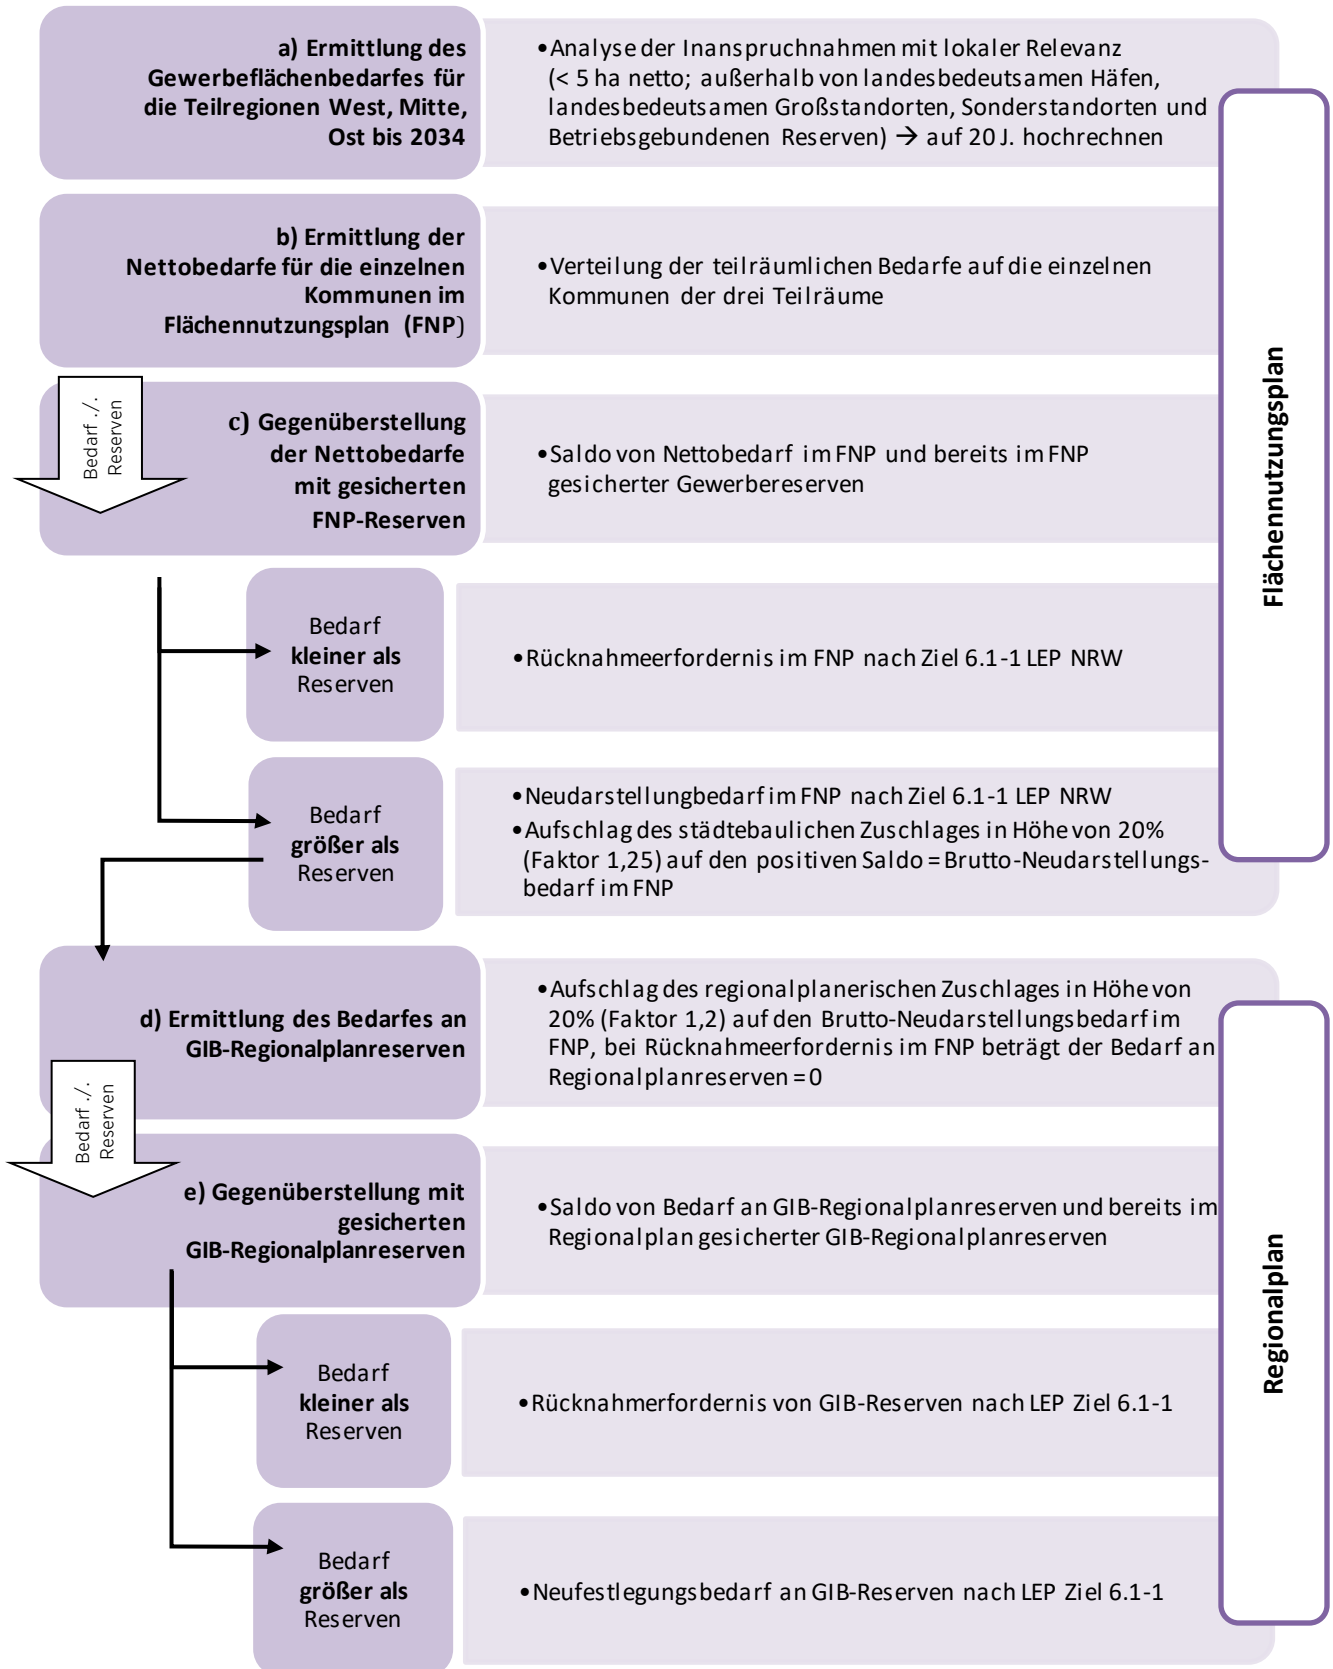 a) Ermittlung des
Gewerbeflächenbedarfes für
die Teilregionen West, Mitte,
Ost bis 2034
•Analyse der Inanspruchnahmen mit lokaler Relevanz
(< 5 ha netto; außerhalb von landesbedeutsamen Häfen,
landesbedeutsamen Großstandorten, Sonderstandorten und
Betriebsgebundenen Reserven) → auf 20 J. hochrechnen
b) Ermittlung der
Nettobedarfe für die einzelnen
Kommunen im
Flächennutzungsplan (FNP)
•Verteilung der teilräumlichen Bedarfe auf die einzelnen
Kommunen der drei Teilräume
Bedarf ./.
Reserven
c) Gegenüberstellung
der Nettobedarfe
mit gesicherten
FNP-Reserven
•Saldo von Nettobedarf im FNP und bereits im FNP
gesicherter Gewerbereserven
Bedarf
kleiner als
Reserven
•Rücknahmeerfordernis im FNP nach Ziel 6.1-1 LEP NRW
Bedarf
größer als
Reserven
•Neudarstellungbedarf im FNP nach Ziel 6.1-1 LEP NRW
•Aufschlag des städtebaulichen Zuschlages in Höhe von 20%
(Faktor 1,25) auf den positiven Saldo = Brutto-Neudarstellungs-
bedarf im FNP
Flächennutzungsplan
d) Ermittlung des Bedarfes an
GIB-Regionalplanreserven
•Aufschlag des regionalplanerischen Zuschlages in Höhe von
20% (Faktor 1,2) auf den Brutto-Neudarstellungsbedarf im
FNP, bei Rücknahmeerfordernis im FNP beträgt der Bedarf an
Regionalplanreserven = 0
Bedarf ./.
Reserven
e) Gegenüberstellung mit
gesicherten
GIB-Regionalplanreserven
•Saldo von Bedarf an GIB-Regionalplanreserven und bereits im
Regionalplan gesicherter GIB-Regionalplanreserven
Bedarf
kleiner als
Reserven
•Rücknahmerfordernis von GIB-Reserven nach LEP Ziel 6.1-1
Bedarf
größer als
Reserven
•Neufestlegungsbedarf an GIB-Reserven nach LEP Ziel 6.1-1
Regionalplan